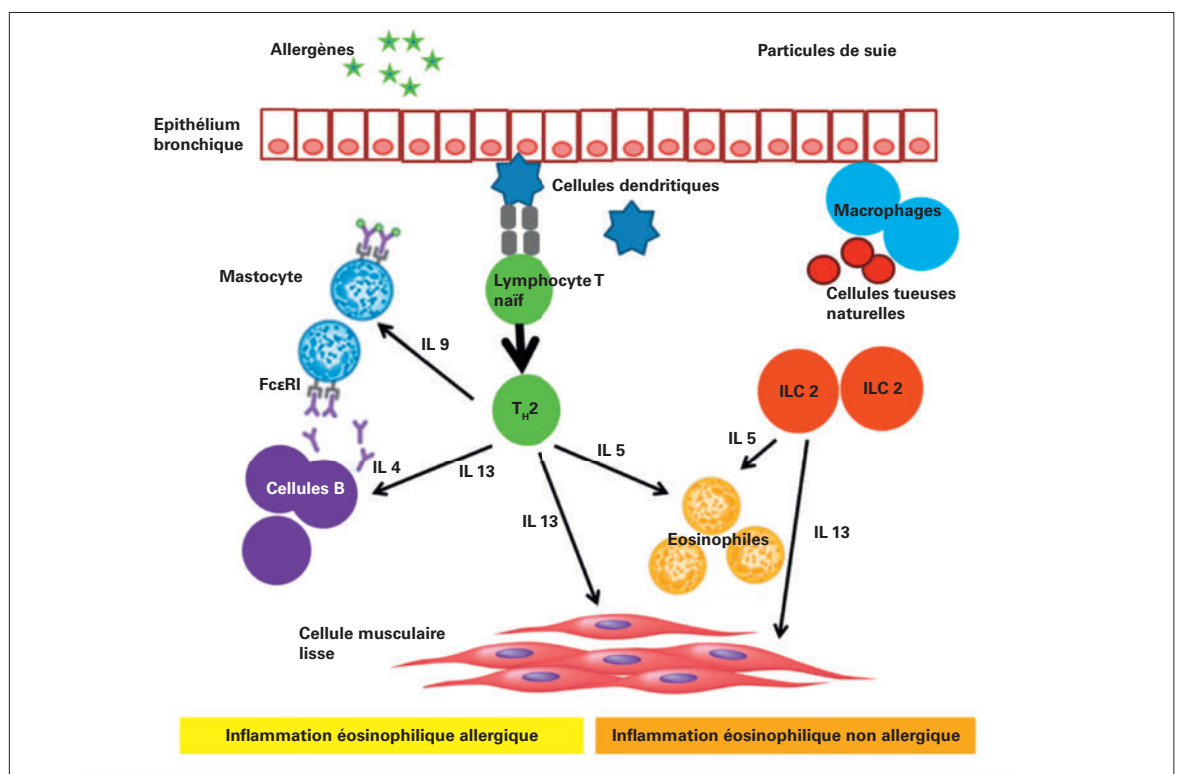 Allergènes
Particules de suie
Epithélium
bronchique
Cellules dendritiques
Macrophages
Mastocyte
Lymphocyte T
naïf
Cellules tueuses
naturelles
IL 9
FcεRI
TH2
ILC 2
ILC 2
IL 5
IL 5
IL 4
IL 13
Cellules B
IL 13
Eosinophiles
IL 13
Cellule musculaire
lisse
Inflammation éosinophilique allergique
Inflammation éosinophilique non allergique